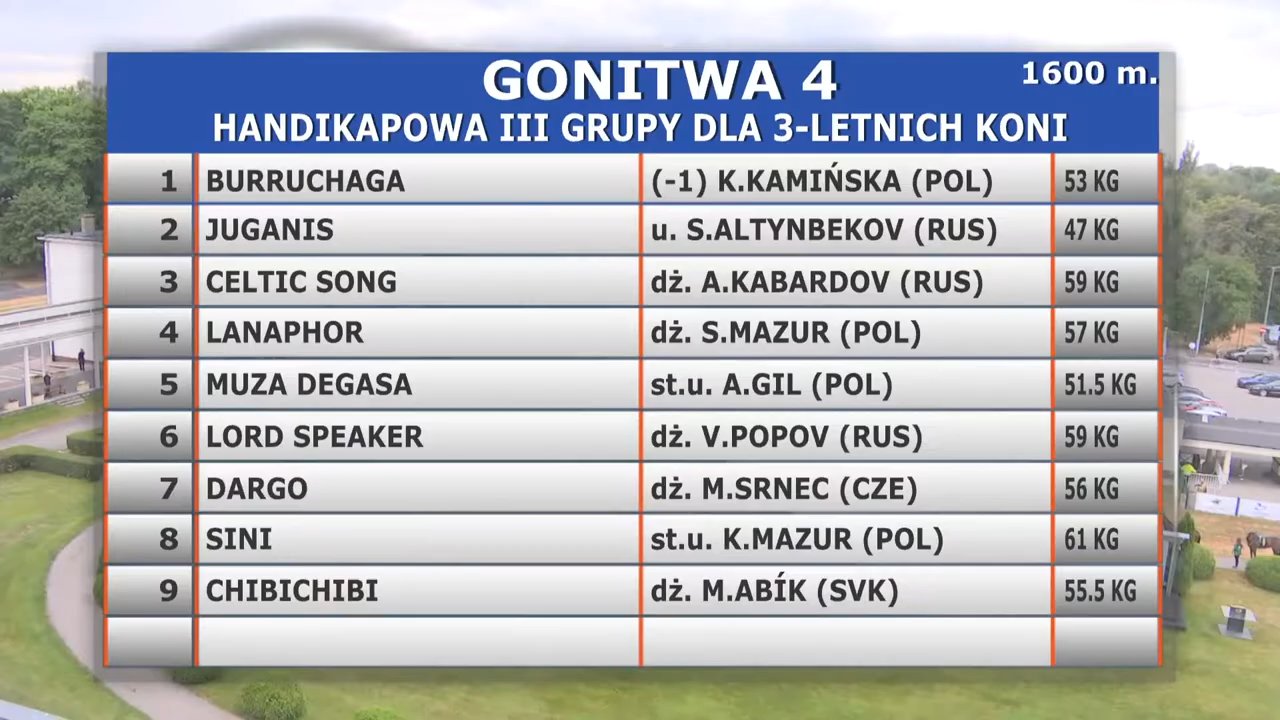 GONITWA 4 1600 m.
HANDIKAPOWA III GRUPY DLA 3-LETNICH KONI
1 BURRUCHAGA (-1) K.KAMIŃSKA (POL) 53 KG
2 JUGANIS u. S.ALTYNBEKOV (RUS) 47 KG
3 CELTIC SONG dż. A.KABARDOV (RUS) 59 KG
4 LANAPHOR dż. S.MAZUR (POL) 57 KG
5 MUZA DEGASA st.u. A.GIL (POL) 51.5 KG
6 LORD SPEAKER dż. V.POPOV (RUS) 59 KG
7 DARGO dż. M.SRNEC (CZE) 56 KG
8 SINI st.u. K.MAZUR (POL) 61 KG
9 CHIBICHIBI dż. M.ABÍK (SVK) 55.5 KG